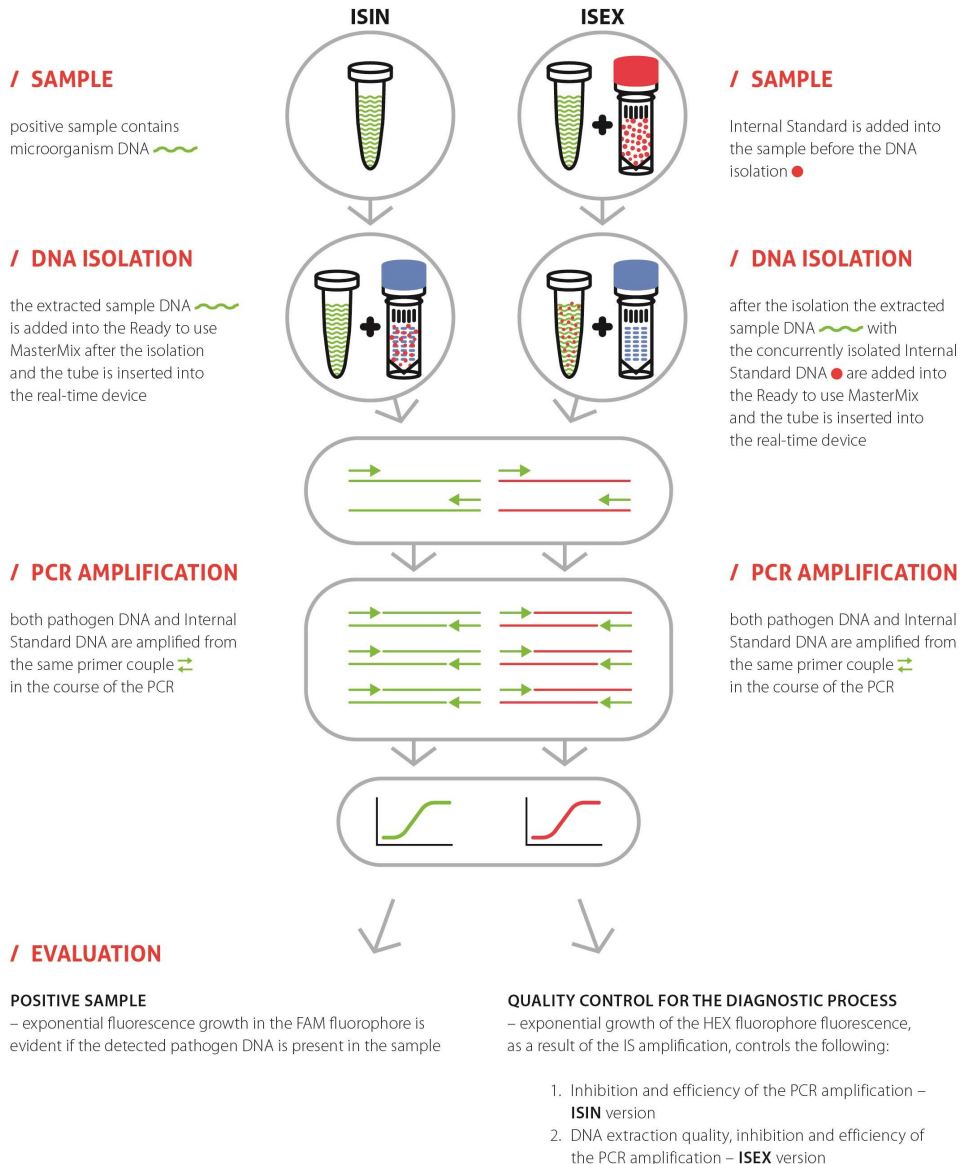 ISIN
ISEX
/ SAMPLE
positive sample contains
microorganism DNA
/ SAMPLE
Internal Standard is added into
the sample before the DNA
isolation
/ DNA ISOLATION
the extracted sample DNA
is added into the Ready to use
MasterMix after the isolation
and the tube is inserted into
the real-time device
/ DNA ISOLATION
after the isolation the extracted
sample DNA with
the concurrently isolated Internal
Standard DNA are added into
the Ready to use MasterMix
and the tube is inserted into
the real-time device
/ PCR AMPLIFICATION
both pathogen DNA and Internal
Standard DNA are amplified from
the same primer couple
in the course of the PCR
/ PCR AMPLIFICATION
both pathogen DNA and Internal
Standard DNA are amplified from
the same primer couple
in the course of the PCR
/ EVALUATION
POSITIVE SAMPLE
– exponential fluorescence growth in the FAM fluorophore is
evident if the detected pathogen DNA is present in the sample
QUALITY CONTROL FOR THE DIAGNOSTIC PROCESS
– exponential growth of the HEX fluorophore fluorescence,
as a result of the IS amplification, controls the following:
1. Inhibition and efficiency of the PCR amplification –
ISIN version
2. DNA extraction quality, inhibition and efficiency of
the PCR amplification – ISEX version